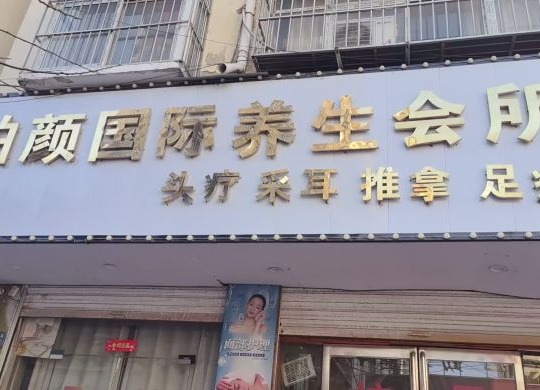 颜国际养生会所
头疗 采耳 推拿 足